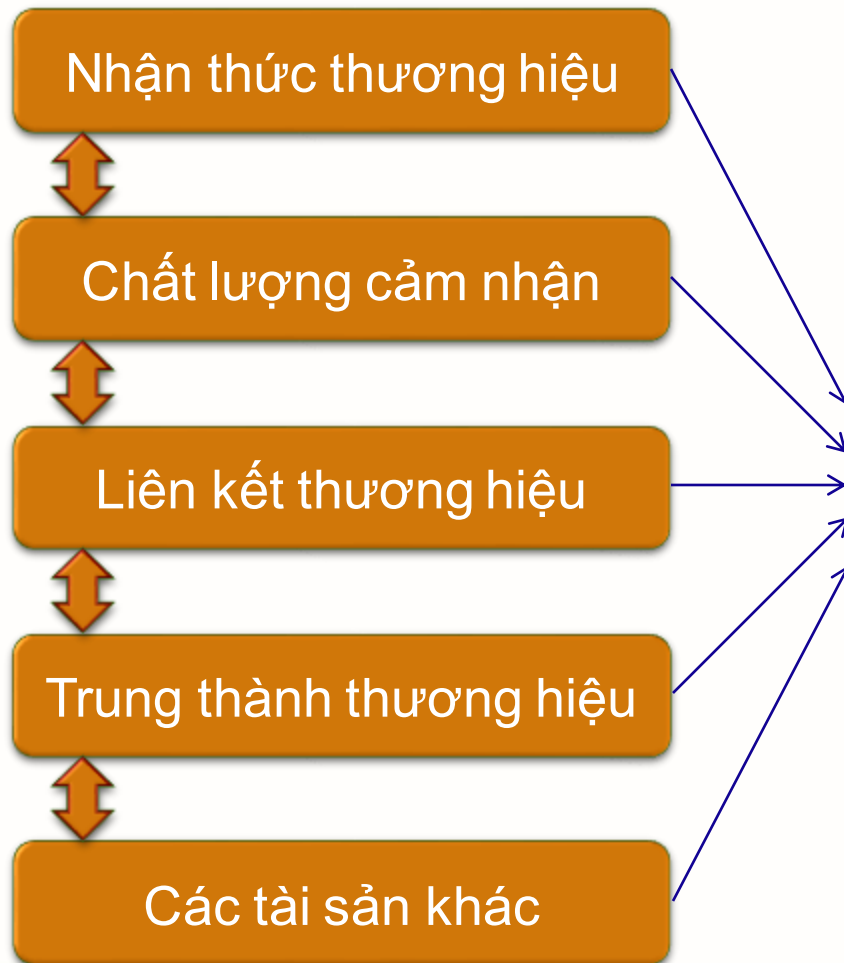 Nhận thức thương hiệu
Chất lượng cảm nhận
Liên kết thương hiệu
Trung thành thương hiệu
Các tài sản khác